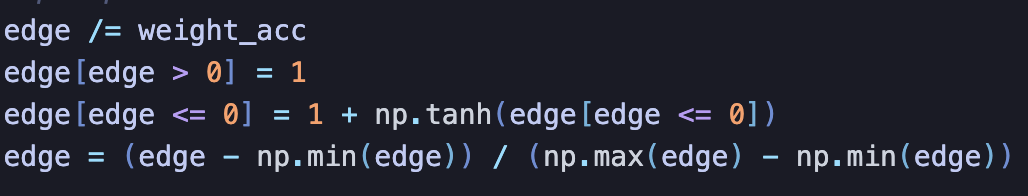 edge /= weight_acc
edge[edge > 0] = 1
edge[edge <= 0] = 1 + np.tanh(edge[edge <= 0])
edge = (edge - np.min(edge)) / (np.max(edge) - np.min(edge))